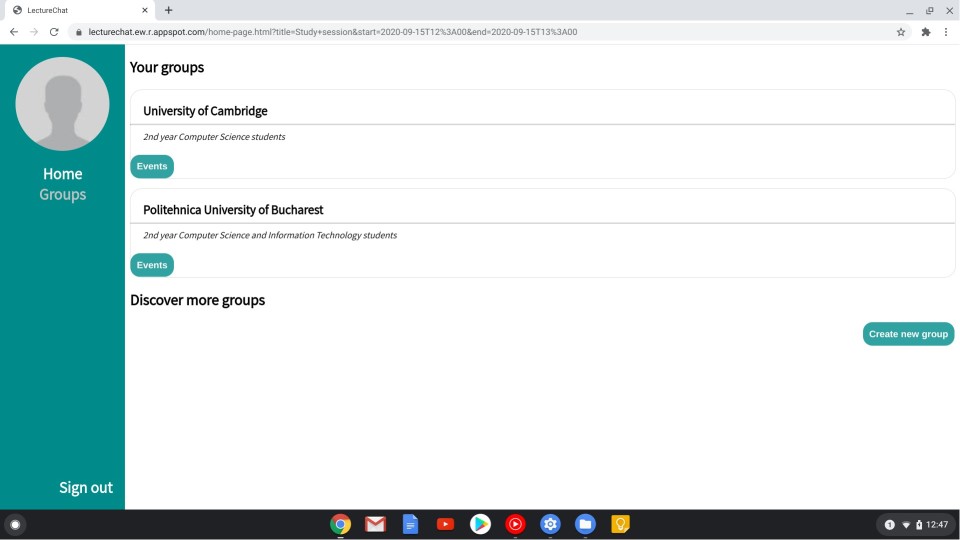 LectureChat
lecturechat.ew.r.appspot.com/home-page.html?title=Study+session&start=2020-09-15T12%3A00&end=2020-09-15T13%3A00
Home
Groups
Sign out
Your groups
University of Cambridge
2nd year Computer Science students
Events
Politehnica University of Bucharest
2nd year Computer Science and Information Technology students
Events
Discover more groups
Create new group
1
12:47